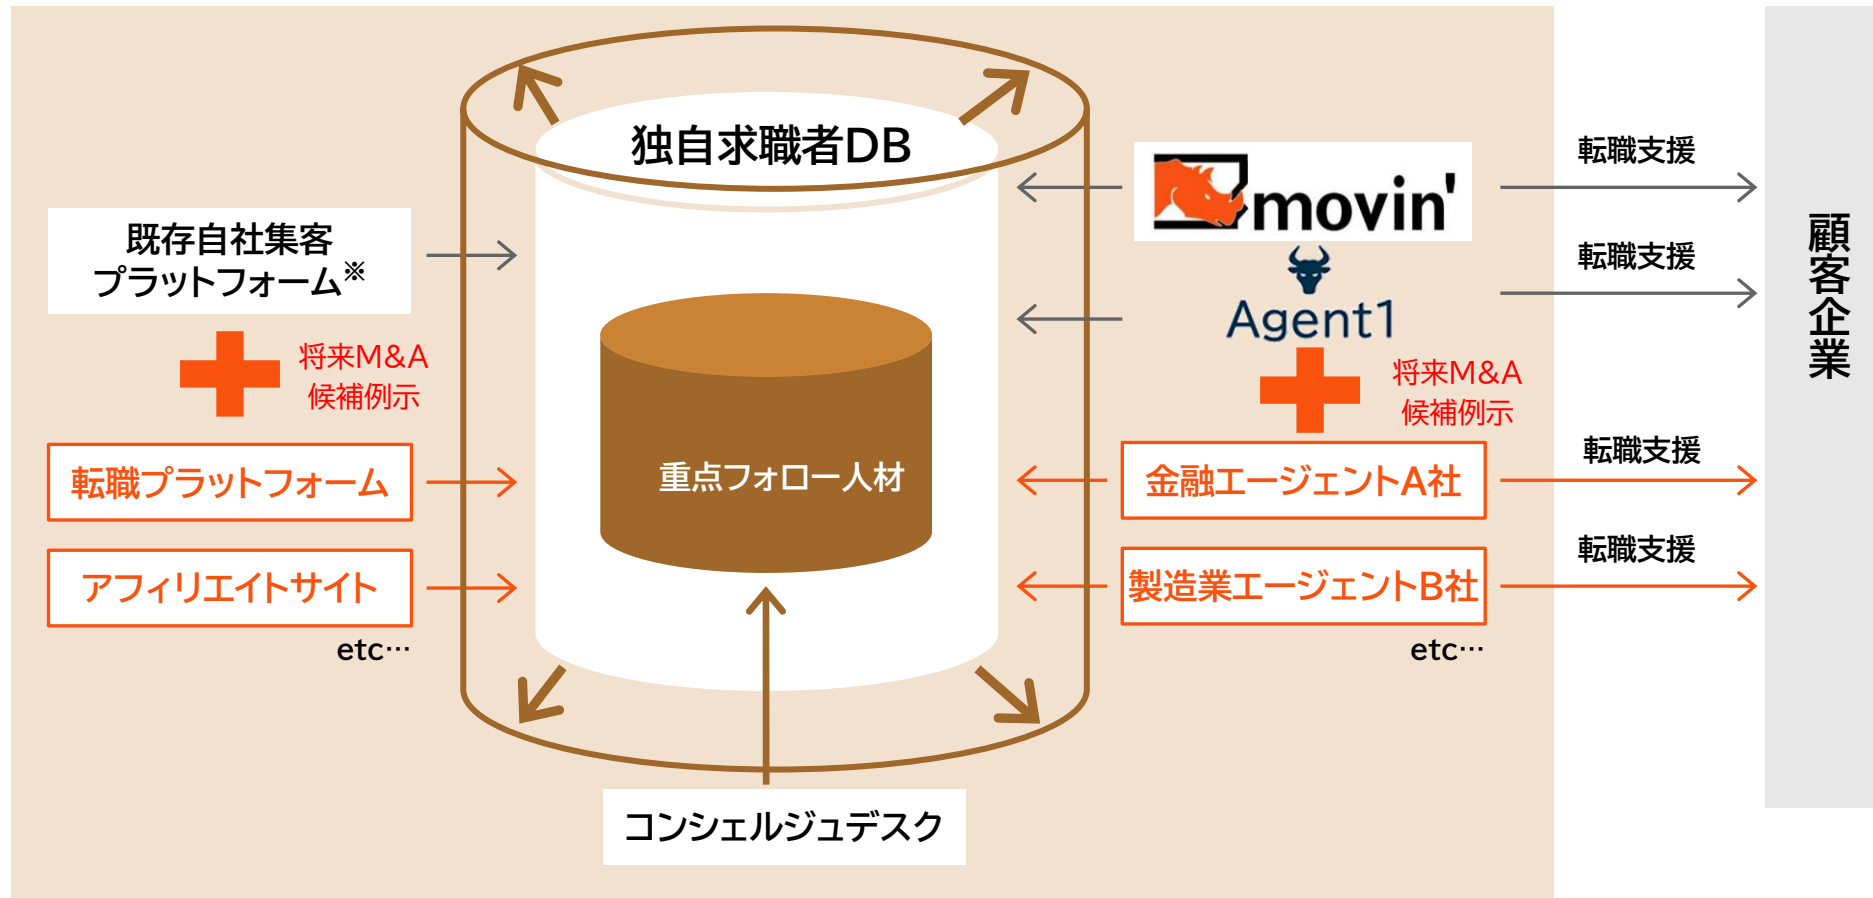 独自求職者DB
既存自社集客
プラットフォーム※
将来M&A
候補例示
転職プラットフォーム
アフィリエイトサイト
etc…
重点フォロー人材
コンシェルジュデスク
movin'
Agent1
将来M&A
候補例示
金融エージェントA社
製造業エージェントB社
etc…
転職支援
転職支援
転職支援
転職支援
顧客企業